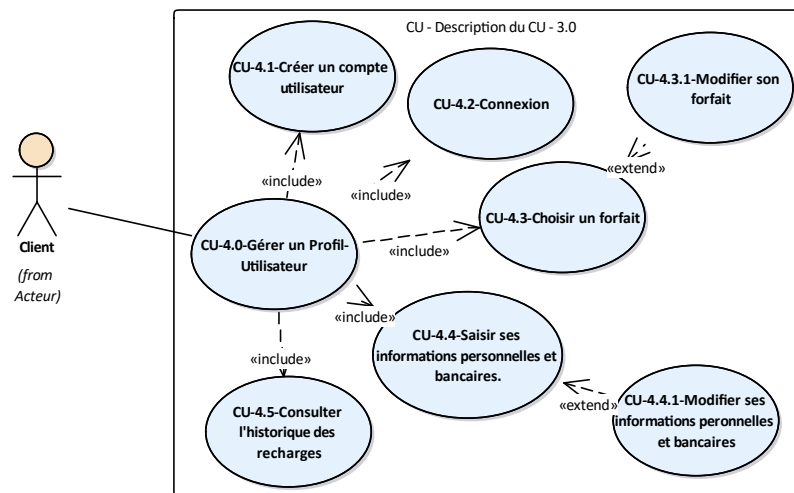 CU - Description du CU - 3.0
CU-4.1-Créer un compte
utilisateur
CU-4.2-Connexion
CU-4.3.1-Modifier son
forfait
«extend»
«include»
«include»
CU-4.3-Choisir un forfait
Client
(from
Acteur)
CU-4.0-Gérer un Profil-
Utilisateur
«include»
«include»
CU-4.4-Saisir ses
informations personnelles et
bancaires.
«include»
CU-4.5-Consulter
l'historique des
recharges
«extend»
CU-4.4.1-Modifier ses
informations peronnelles
et bancaires